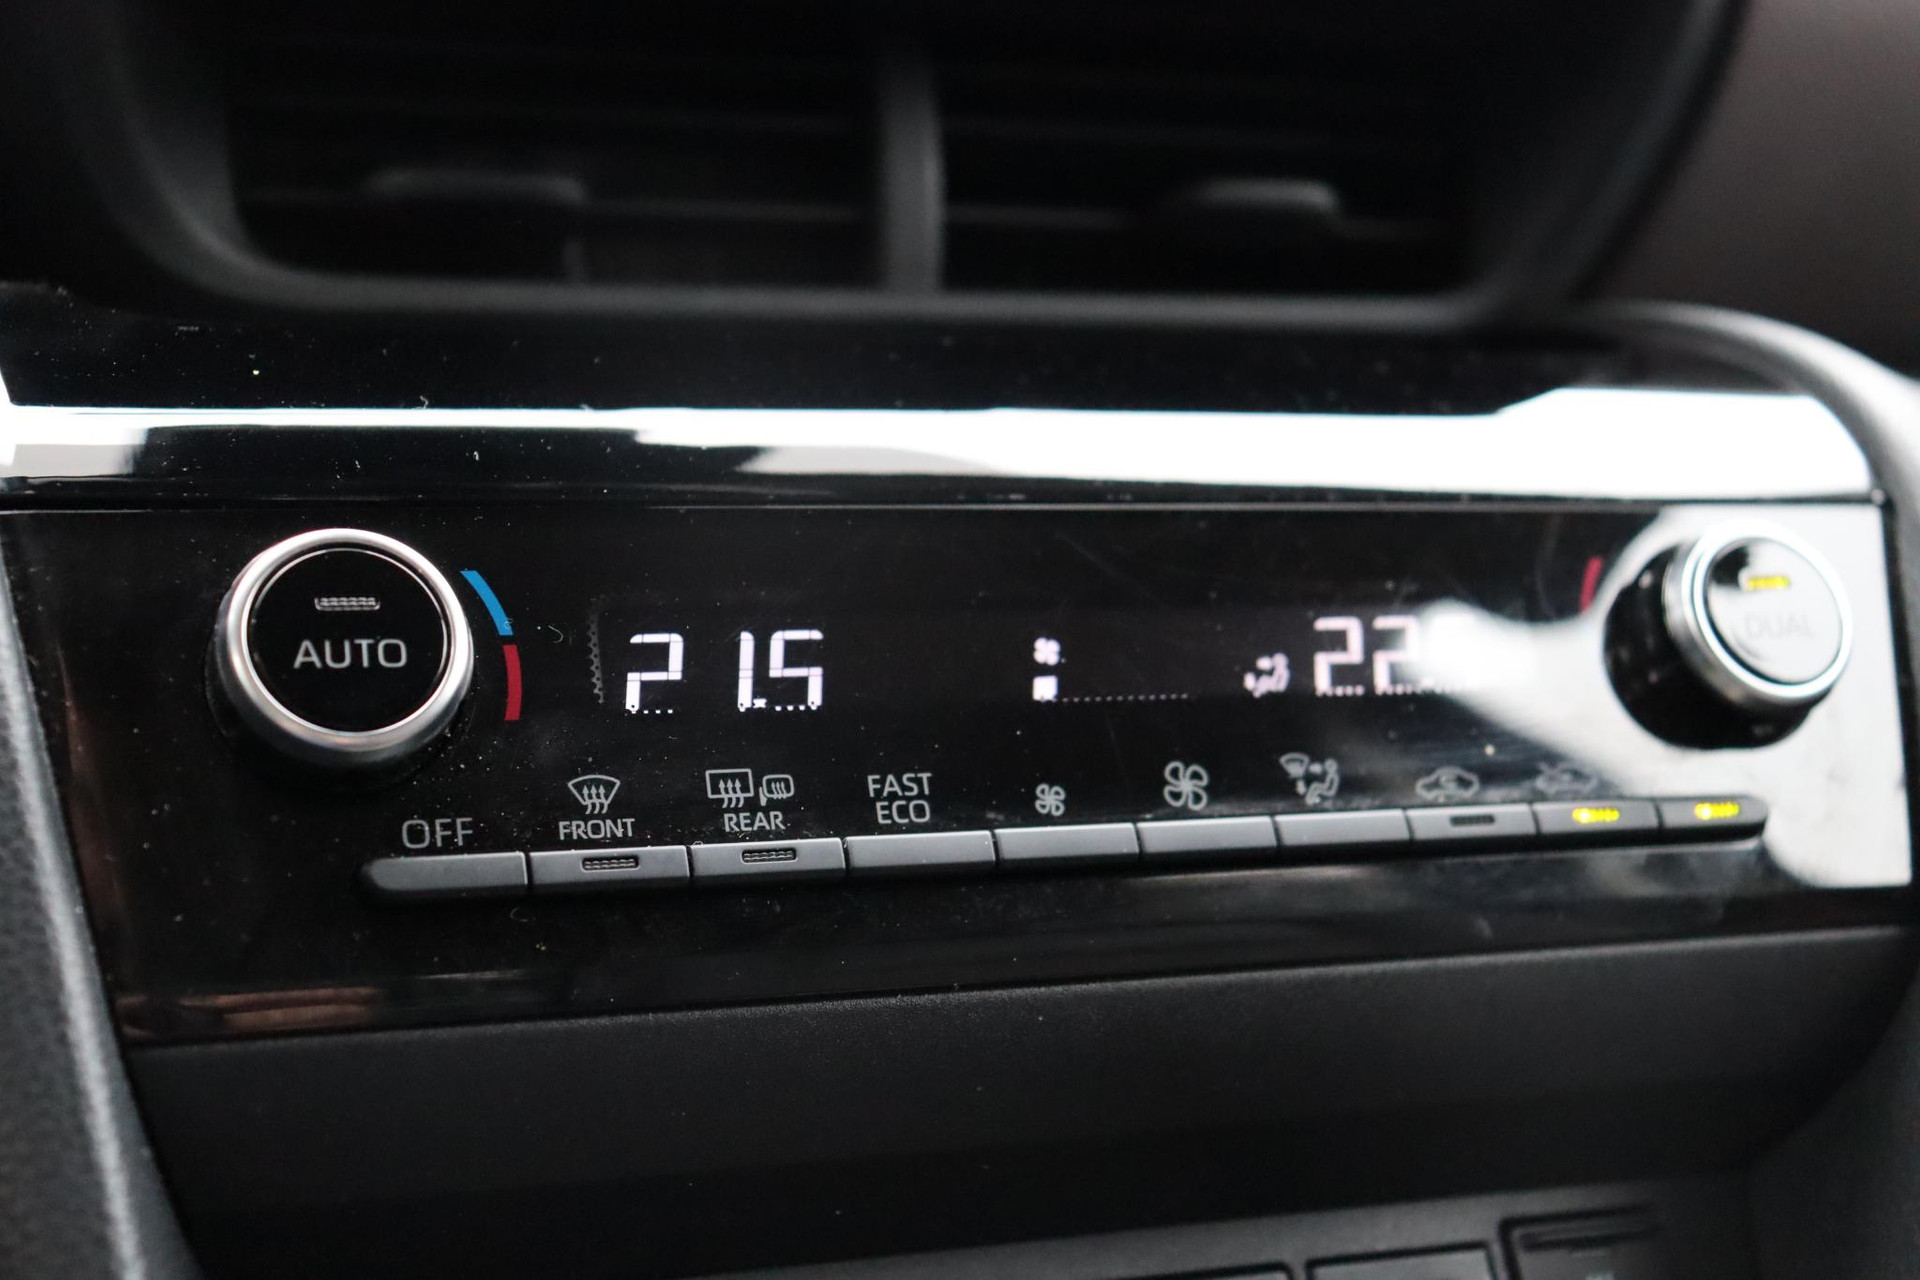 AUTO
21.5
22
DUAL
OFF
FRONT
REAR
FAST
ECO